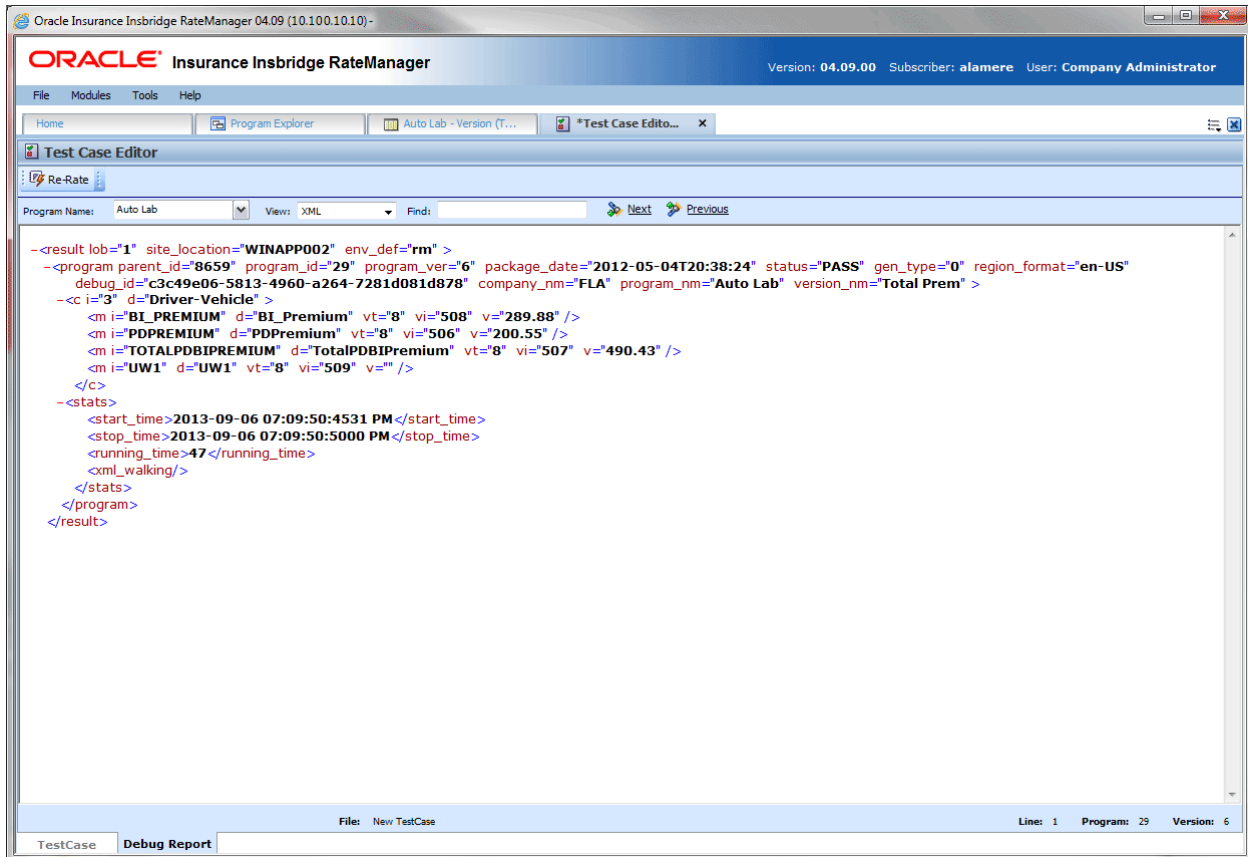 Oracle Insurance Insbridge RateManager 04.09 (10.100.10.10) -
ORACLE Insurance Insbridge RateManager
Version: 04.09.00 Subscriber: alamere User: Company Administrator
File Modules Tools Help
Home Program Explorer Auto Lab - Version (T... *Test Case Edito... x
Test Case Editor
Re-Rate
Program Name: Auto Lab View: XML Find: Next Previous
-<result lob="1" site_location="WINAPP002" env_def="rm" >
-<program parent_id="8659" program_id="29" program_ver="6" package_date="2012-05-04T20:38:24" status="PASS" gen_type="0" region_format="en-US"
debug_id="c3c49e06-5813-4960-a264-7281d081d878" company_nm="FLA" program_nm="Auto Lab" version_nm="Total Prem" >
-<c i="3" d="Driver-Vehicle" >
<m i="BI_PREMIUM" d="BI_Premium" vt="8" vi="508" v="289.88" />
<m i="PDPREMIUM" d="PDPremium" vt="8" vi="506" v="200.55" />
<m i="TOTALPDBIPREMIUM" d="TotalPDBIPremium" vt="8" vi="507" v="490.43" />
<m i="UW1" d="UW1" vt="8" vi="509" v="" />
</c>
-<stats>
<start_time>2013-09-06 07:09:50:4531 PM</start_time>
<stop_time>2013-09-06 07:09:50:5000 PM</stop_time>
<running_time>47</running_time>
<xml_walking/>
</stats>
</program>
</result>
File: New TestCase Line: 1 Program: 29 Version: 6
TestCase Debug Report